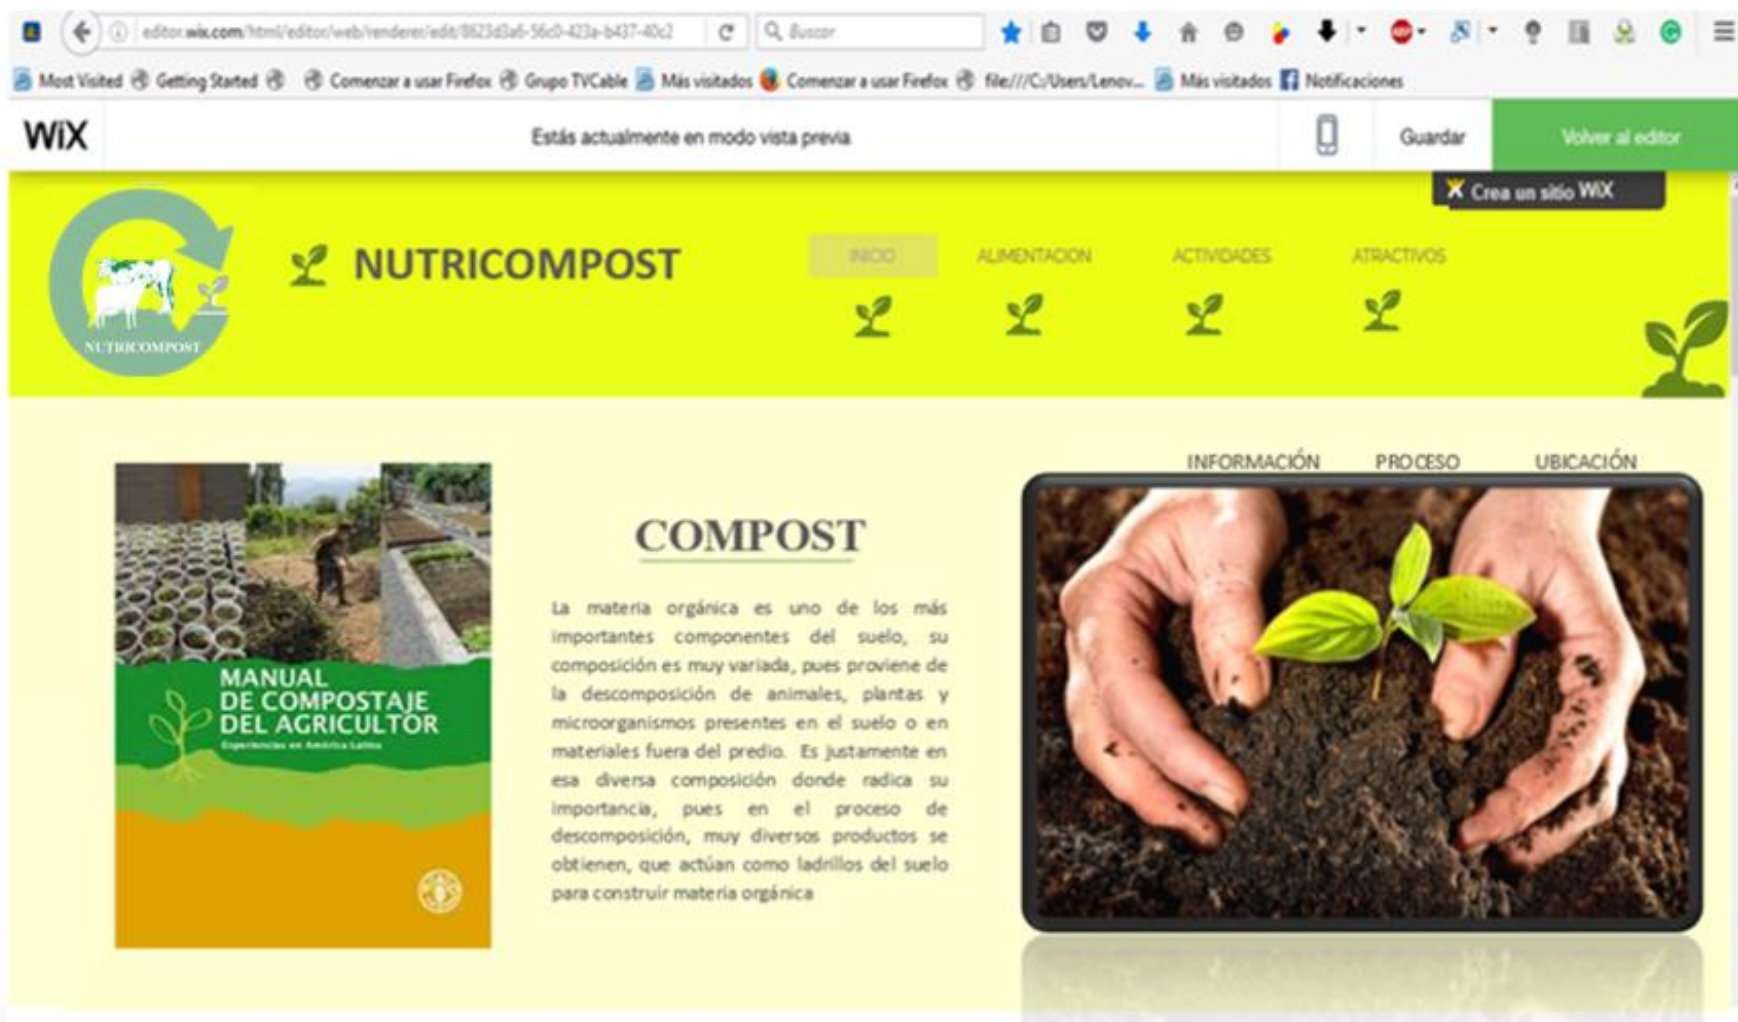 editor.wix.com/html/editor/web/renderer/edit/8623d3a6-56c0-423a-b437-40c2
Buscar
Most Visited Getting Started Comenzar a usar Firefox Grupo TVCable Más visitados Comenzar a usar Firefox file:///C:/Users/Lenov... Más visitados Notificaciones
WiX
Estás actualmente en modo vista previa
Guardar
Volver al editor
Crea un sitio WiX
NUTRICOMPOST
NUTRICOMPOST
INICIO ALIMENTACION ACTIVIDADES ATRACTIVOS
INFORMACIÓN PROCESO UBICACIÓN
MANUAL
DE COMPOSTAJE
DEL AGRICULTOR
Experiencias en América Latina
COMPOST
La materia orgánica es uno de los más
importantes componentes del suelo, su
composición es muy variada, pues proviene de
la descomposición de animales, plantas y
microorganismos presentes en el suelo o en
materiales fuera del predio. Es justamente en
esa diversa composición donde radica su
importancia, pues en el proceso de
descomposición, muy diversos productos se
obtienen, que actúan como ladrillos del suelo
para construir materia orgánica